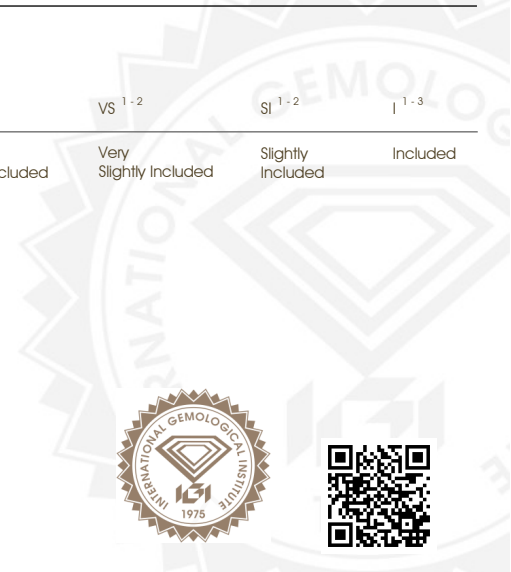 VS 1 - 2
SI 1 - 2
I 1 - 3
cluded
Very
Slightly Included
Slightly
Included
Included
INTERNATIONAL GEMOLOGICAL INSTITUTE
IGI
1975